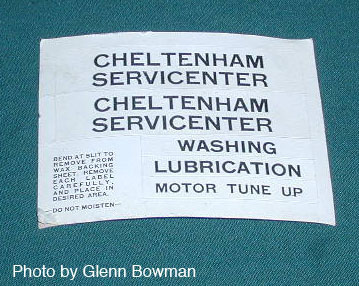 CHELTENHAM
SERVICENTER
CHELTENHAM
SERVICENTER
WASHING
LUBRICATION
MOTOR TUNE UP
BEND AT SLIT TO
REMOVE FROM
WAX BACKING
SHEET. REMOVE
EACH LABEL
CAREFULLY,
AND PLACE IN
DESIRED AREA.
—DO NOT MOISTEN—
Photo by Glenn Bowman